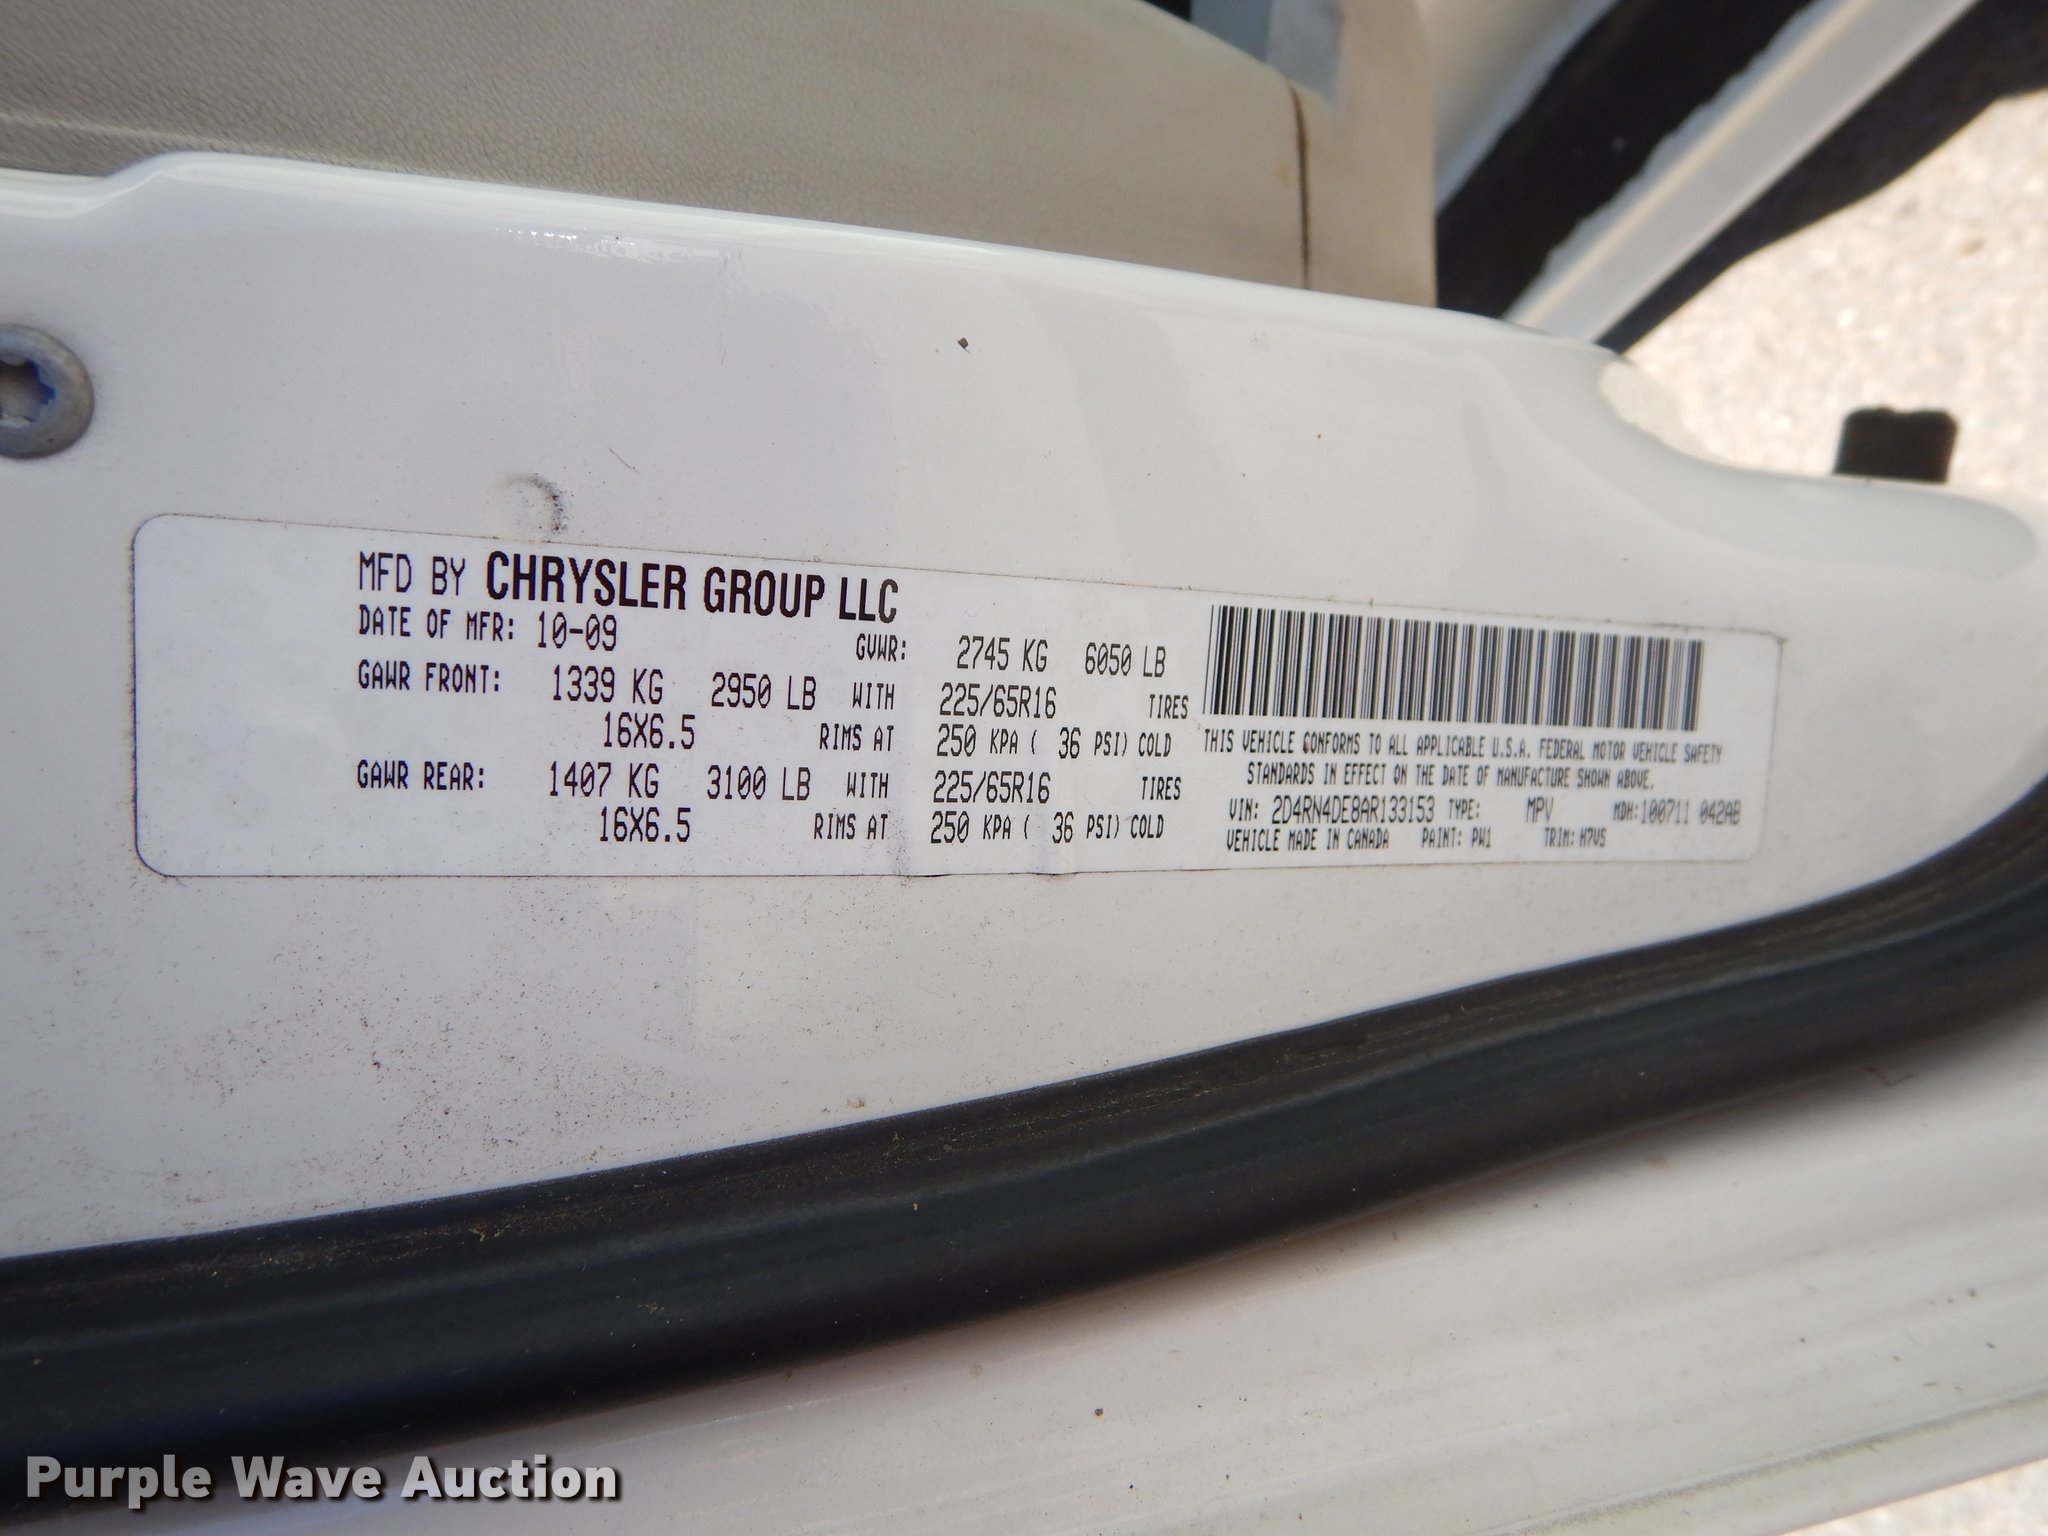 MFD BY CHRYSLER GROUP LLC
DATE OF MFR: 10-09 GVWR: 2745 KG 6050 LB
GAWR FRONT: 1339 KG 2950 LB WITH 225/65R16 TIRES
16X6.5 RIMS AT 250 KPA ( 36 PSI) COLD
GAWR REAR: 1407 KG 3100 LB WITH 225/65R16 TIRES
16X6.5 RIMS AT 250 KPA ( 36 PSI) COLD
THIS VEHICLE CONFORMS TO ALL APPLICABLE U.S.A. FEDERAL MOTOR VEHICLE SAFETY
STANDARDS IN EFFECT ON THE DATE OF MANUFACTURE SHOWN ABOVE.
VIN: 2D4RN4DE8AR133153 TYPE: MPV MDH: 100711 042AB
VEHICLE MADE IN CANADA PAINT: PW1 TRIM: H7VS
Purple Wave Auction